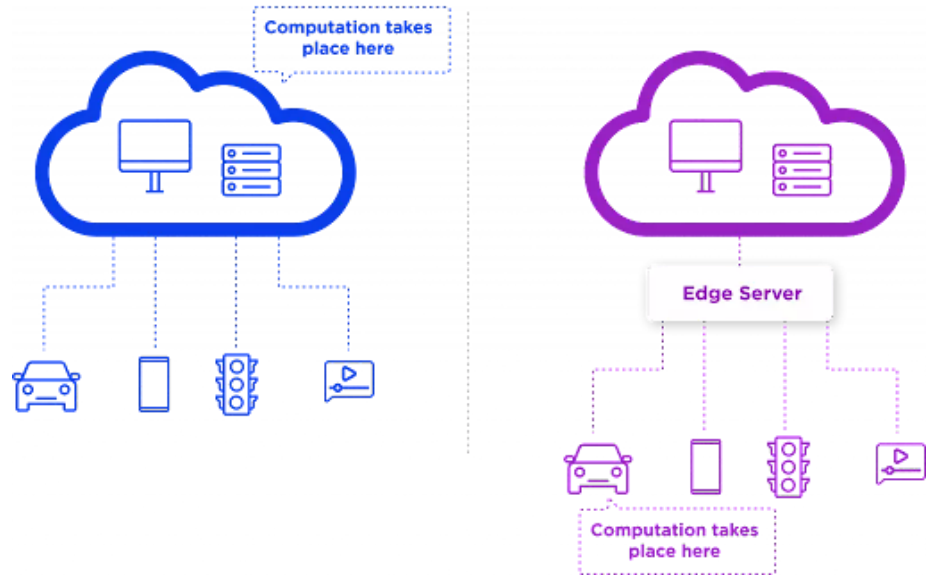 Computation takes
place here
Edge Server
Computation takes
place here